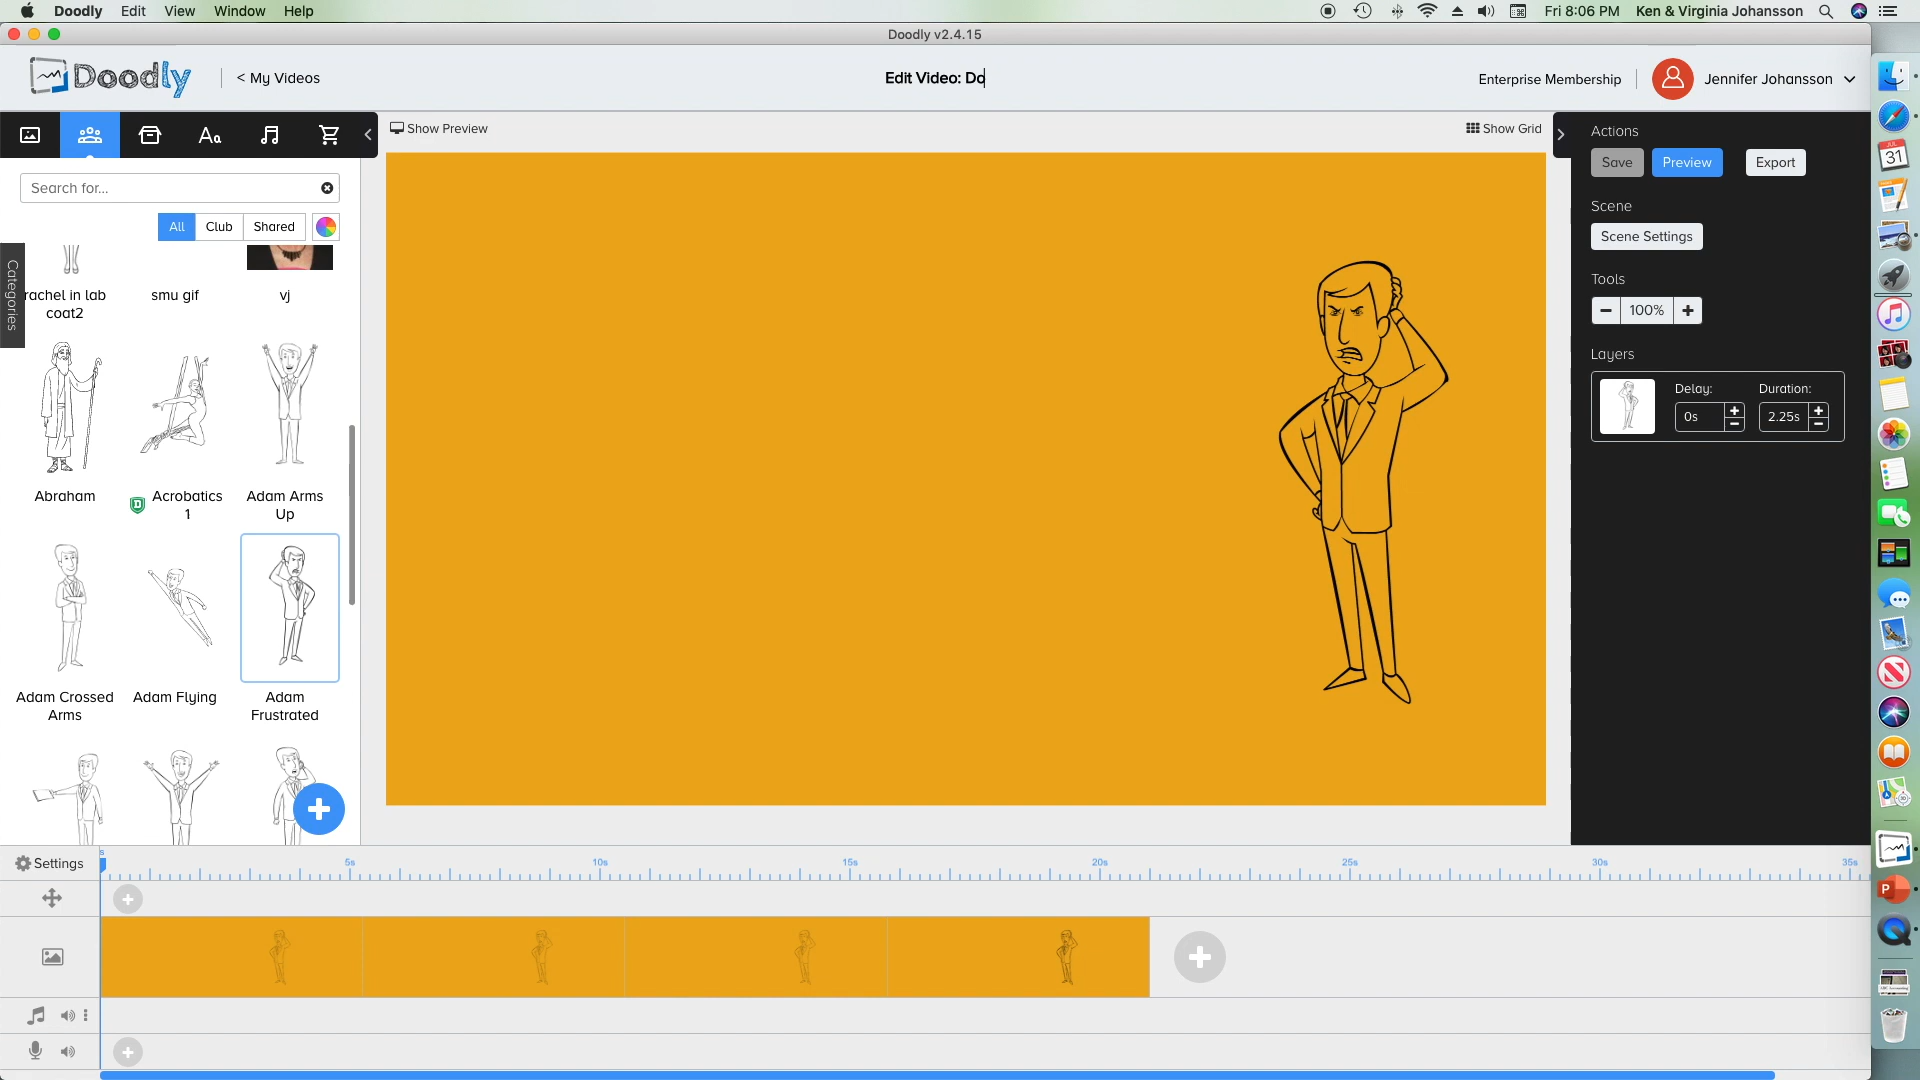 Doodly Edit View Window Help Fri 8:06 PM Ken & Virginia Johansson
Doodly v2.4.15
Doodly < My Videos Edit Video: Do Enterprise Membership Jennifer Johansson
Aa Show Preview Show Grid
Search for...
All Club Shared
Categories
rachel in lab coat2
smu gif
vj
Abraham
Acrobatics 1
Adam Arms Up
Adam Crossed Arms
Adam Flying
Adam Frustrated
Actions
Save Preview Export
Scene
Scene Settings
Tools
100%
Layers
Delay: Duration:
0s 2.25s
JUL
31
Settings s 5s 10s 15s 20s 25s 30s 35s